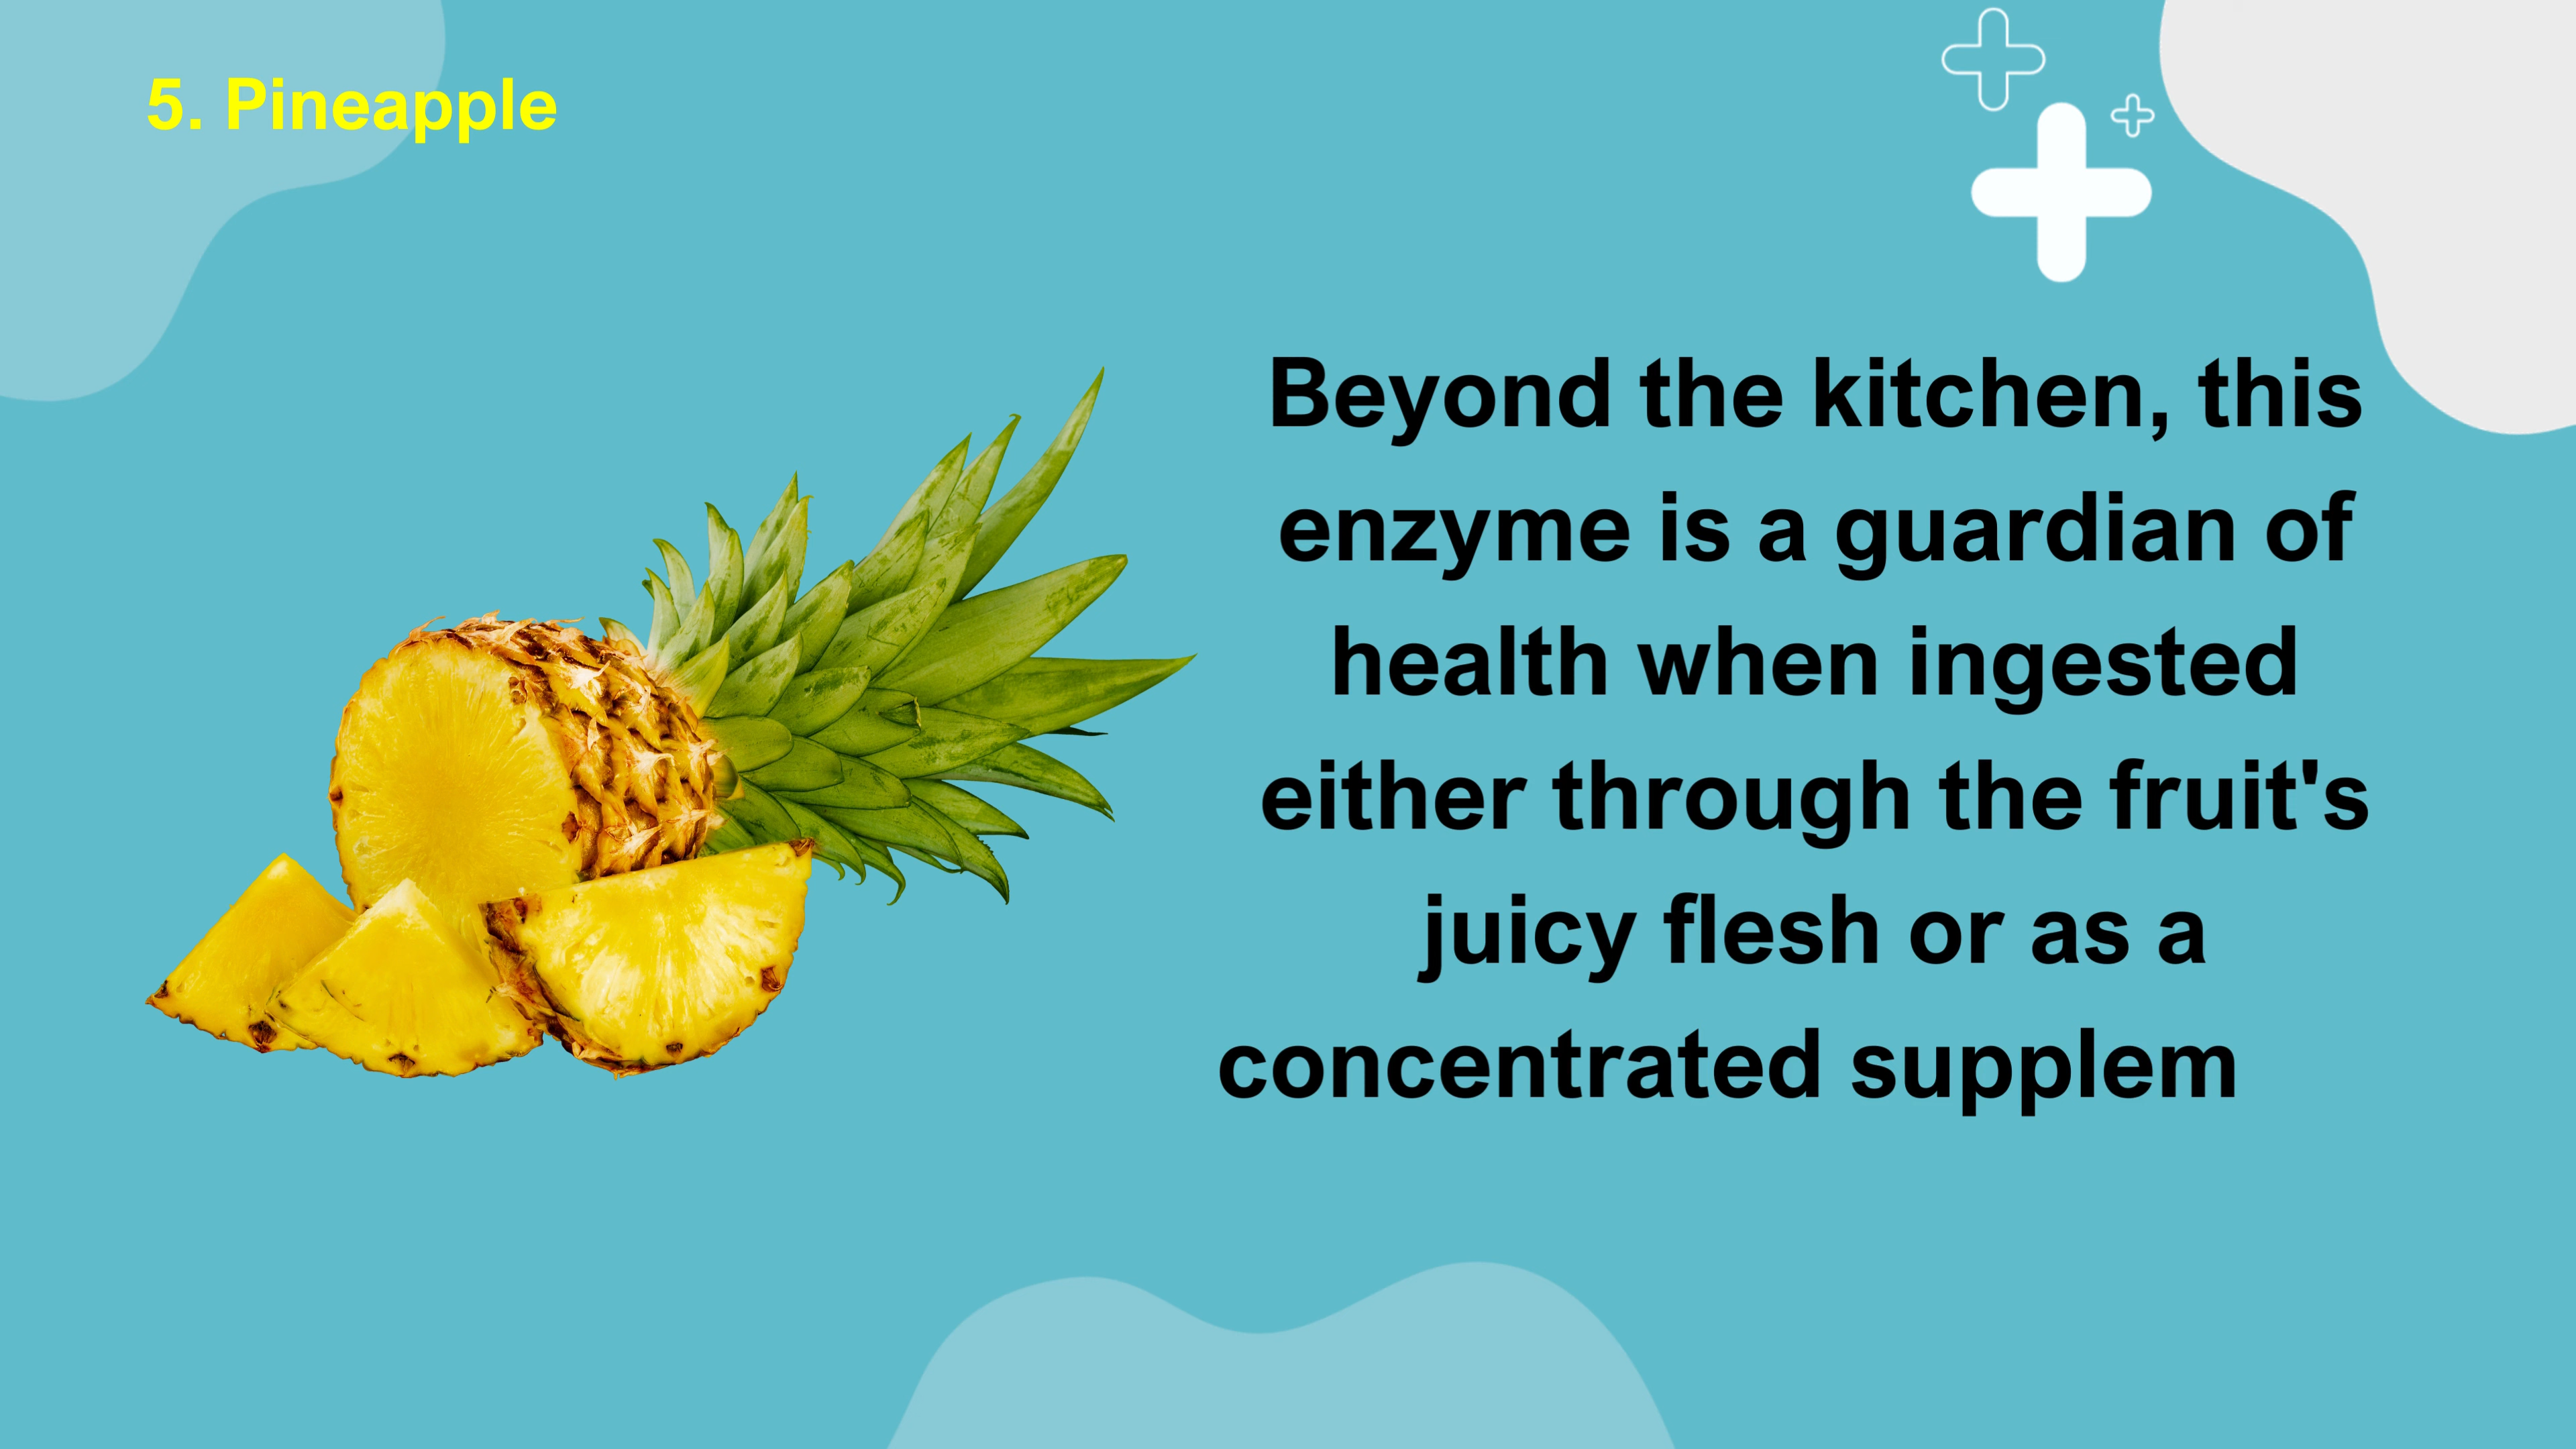 5. Pineapple
Beyond the kitchen, this
enzyme is a guardian of
health when ingested
either through the fruit's
juicy flesh or as a
concentrated supplem